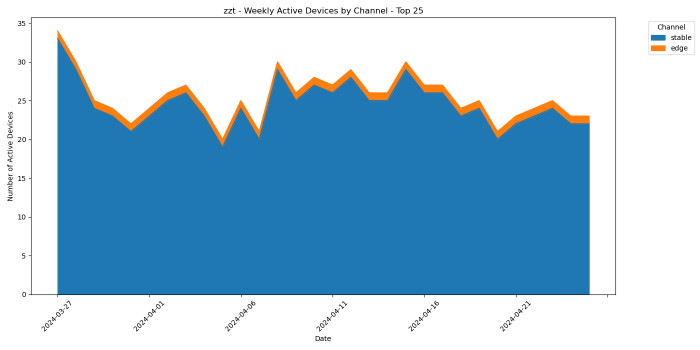 zzt - Weekly Active Devices by Channel - Top 25
Channel
stable
edge
Number of Active Devices
35
30
25
20
15
10
5
0
2024-03-27
2024-04-01
2024-04-06
2024-04-11
2024-04-16
2024-04-21
Date